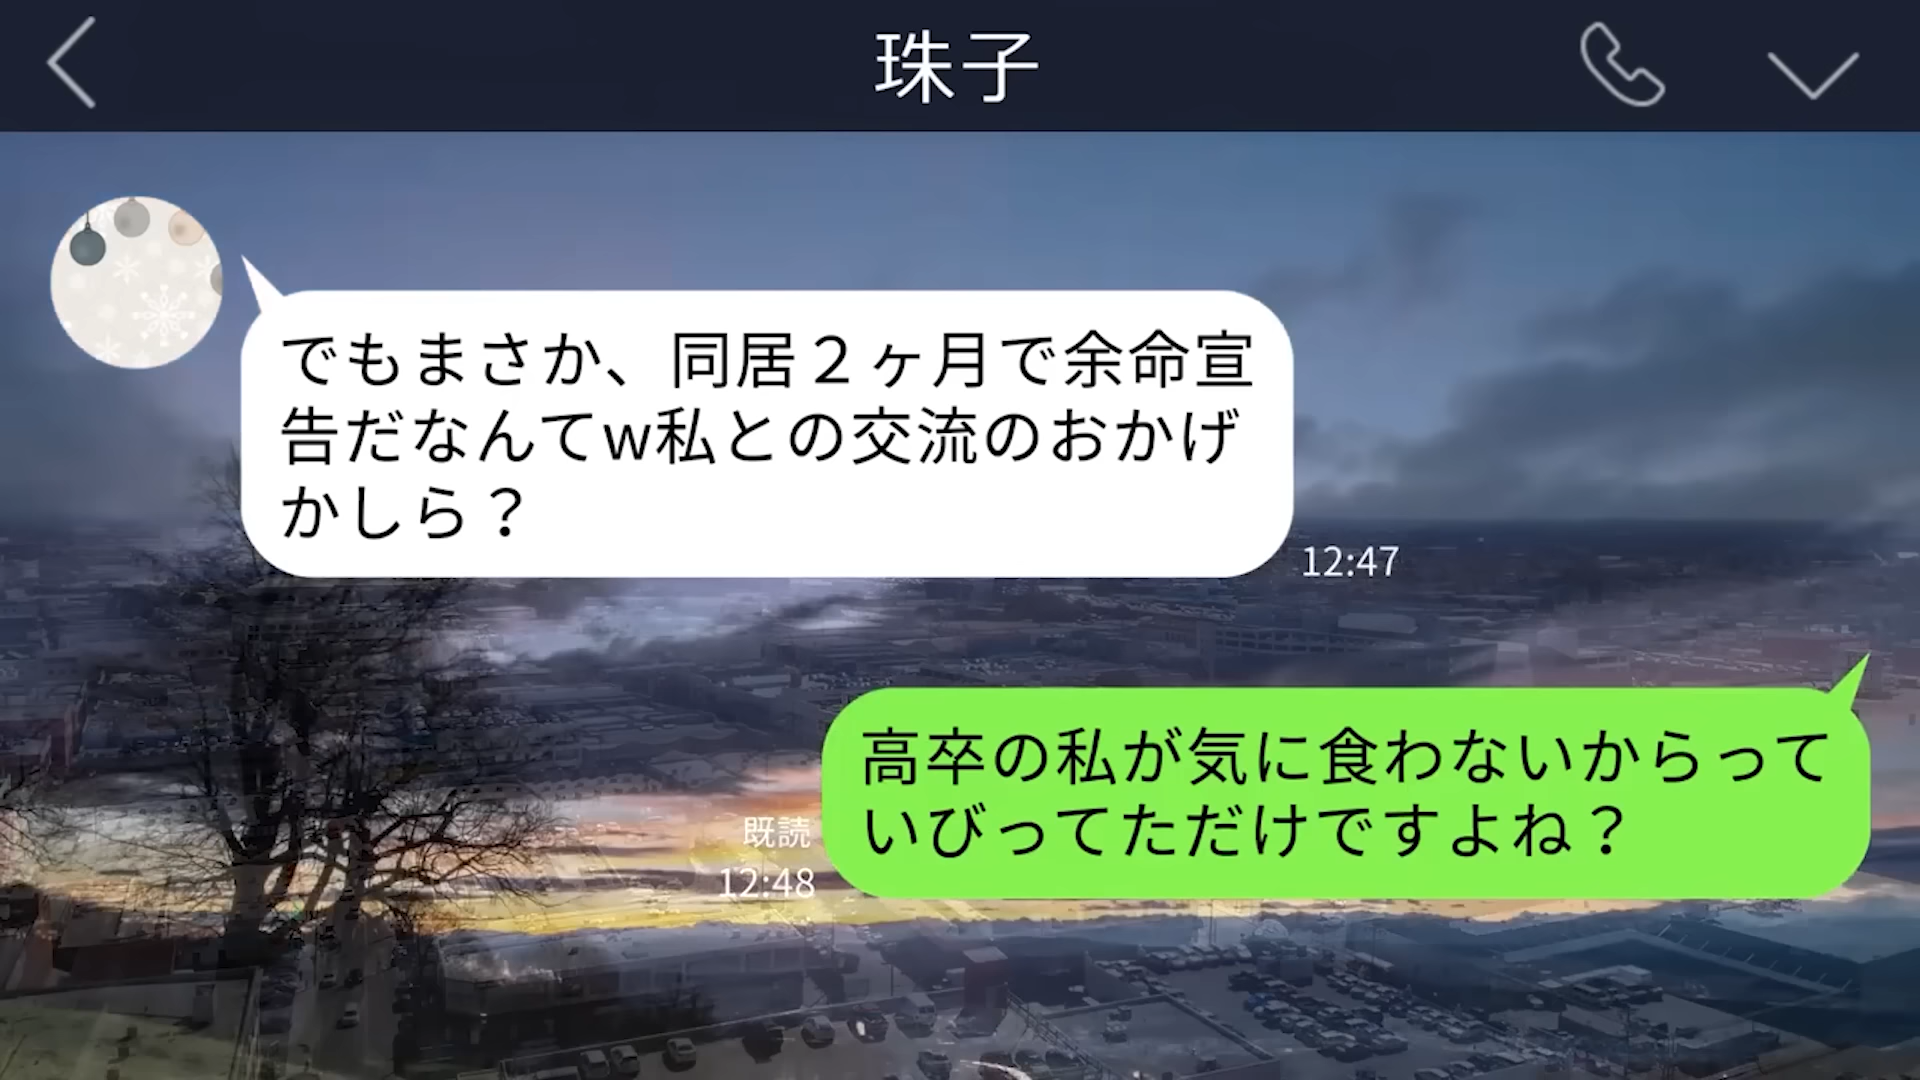 珠子
でもまさか、同居２ヶ月で余命宣
告だなんてw私との交流のおかげ
かしら？
12:47
高卒の私が気に食わないからって
いびってただけですよね？
既読
12:48